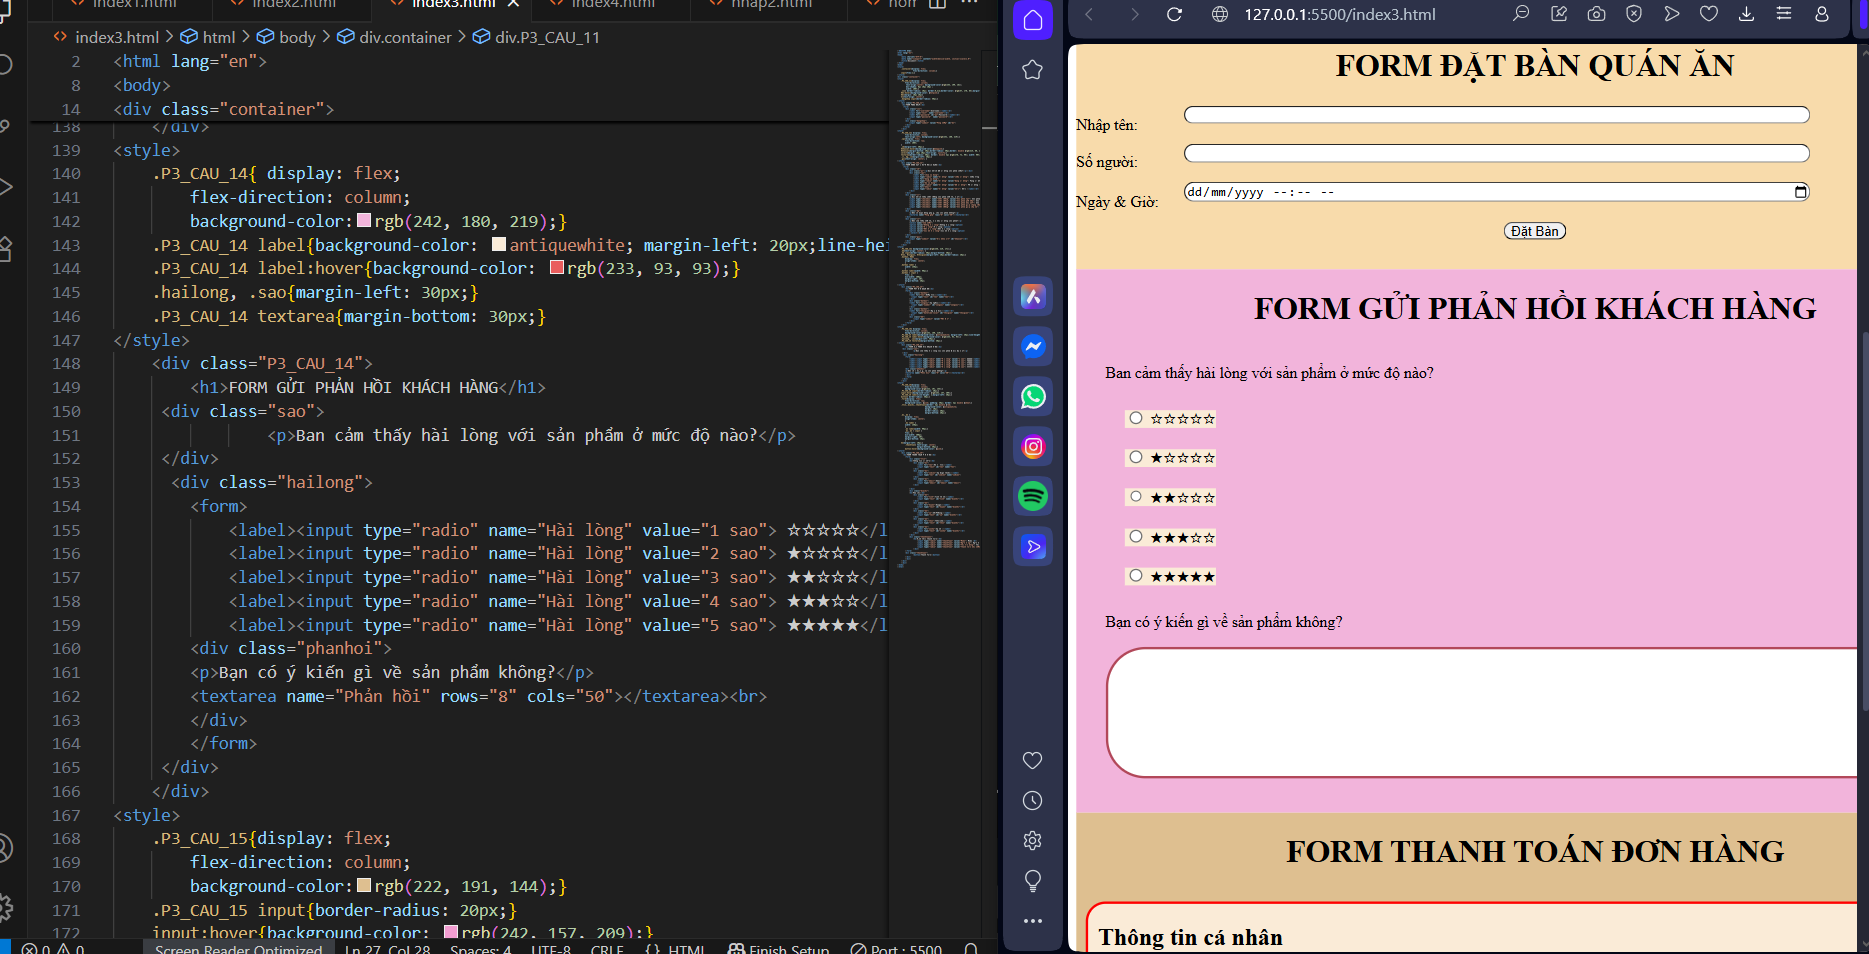 index1.html
index2.html
index3.html
index4.html
nhap2.html
index3.html > html > body > div.container > div.P3_CAU_11
2 <html lang="en">
8 <body>
14 <div class="container">
138 </div>
139 <style>
140 .P3_CAU_14{ display: flex;
141 flex-direction: column;
142 background-color: rgb(242, 180, 219);}
143 .P3_CAU_14 label{background-color: antiquewhite; margin-left: 20px;line-hei
144 .P3_CAU_14 label:hover{background-color: rgb(233, 93, 93);}
145 .hailong, .sao{margin-left: 30px;}
146 .P3_CAU_14 textarea{margin-bottom: 30px;}
147 </style>
148 <div class="P3_CAU_14">
149 <h1>FORM GỬI PHẢN HỒI KHÁCH HÀNG</h1>
150 <div class="sao">
151 <p>Ban cảm thấy hài lòng với sản phẩm ở mức độ nào?</p>
152 </div>
153 <div class="hailong">
154 <form>
155 <label><input type="radio" name="Hài lòng" value="1 sao"> ☆☆☆☆☆</l
156 <label><input type="radio" name="Hài lòng" value="2 sao"> ★☆☆☆☆</l
157 <label><input type="radio" name="Hài lòng" value="3 sao"> ★★☆☆☆</l
158 <label><input type="radio" name="Hài lòng" value="4 sao"> ★★★☆☆</l
159 <label><input type="radio" name="Hài lòng" value="5 sao"> ★★★★★</l
160 <div class="phanhoi">
161 <p>Bạn có ý kiến gì về sản phẩm không?</p>
162 <textarea name="Phản hồi" rows="8" cols="50"></textarea><br>
163 </div>
164 </form>
165 </div>
166 </div>
167 <style>
168 .P3_CAU_15{display: flex;
169 flex-direction: column;
170 background-color: rgb(222, 191, 144);}
171 .P3_CAU_15 input{border-radius: 20px;}
172 input:hover{background-color: rgb(242, 157, 209);}
0 0 Screen Reader Optimized Ln 27, Col 28 Spaces: 4 UTF-8 CRLF {} HTML Finish Setup Port : 5500
127.0.0.1:5500/index3.html
FORM ĐẶT BÀN QUÁN ĂN
Nhập tên:
Số người:
Ngày & Giờ: dd/mm/yyyy --:-- --
Đặt Bàn
FORM GỬI PHẢN HỒI KHÁCH HÀNG
Ban cảm thấy hài lòng với sản phẩm ở mức độ nào?
☆☆☆☆☆
★☆☆☆☆
★★☆☆☆
★★★☆☆
★★★★★
Bạn có ý kiến gì về sản phẩm không?
FORM THANH TOÁN ĐƠN HÀNG
Thông tin cá nhân